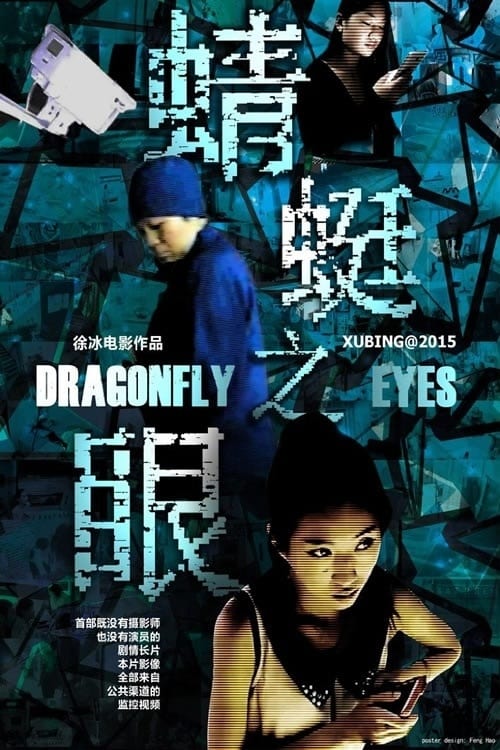 蜻
蜓
徐冰电影作品
XUBING@2015
DRAGONFLY 之 EYES
眼
首部既没有摄影师
也没有演员的
剧情长片
本片影像
全部来自
公共渠道的
监控视频
poster design: Feng Hao